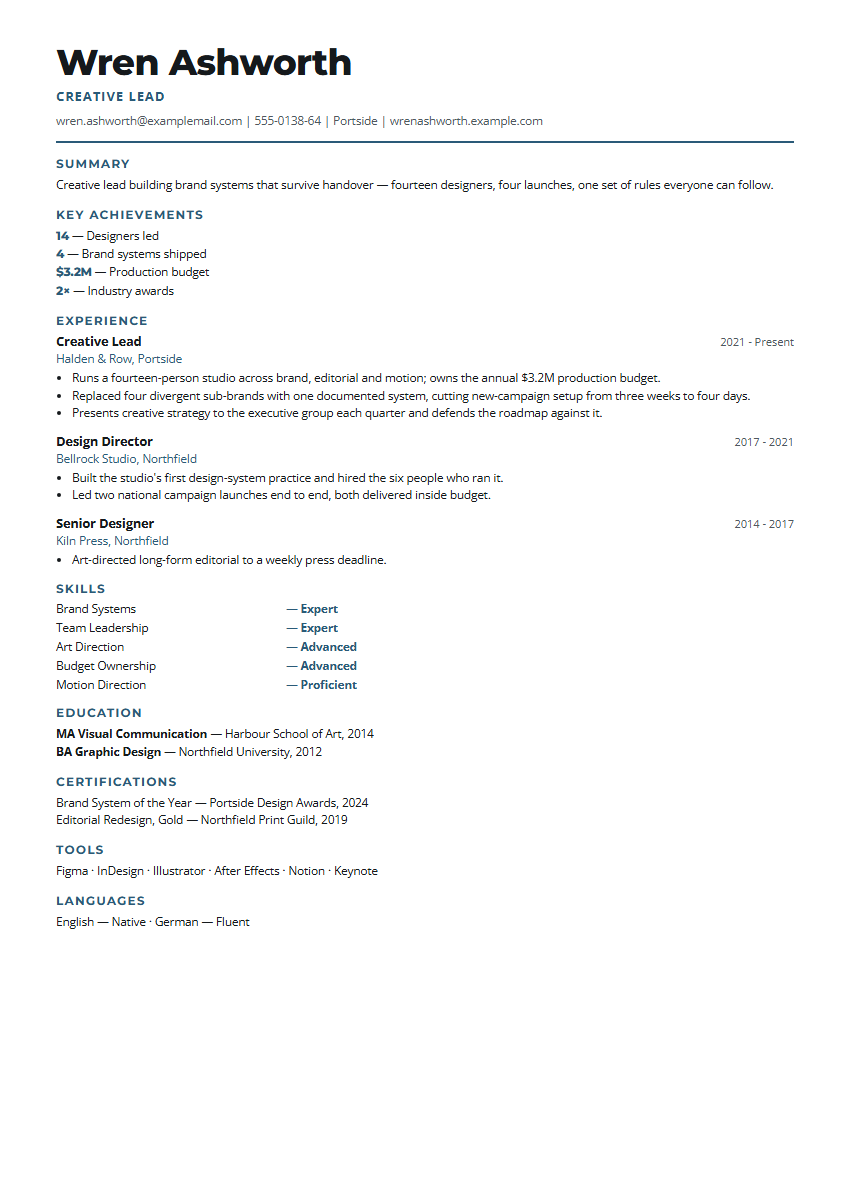 Wren Ashworth
CREATIVE LEAD
wren.ashworth@examplemail.com | 555-0138-64 | Portside | wrenashworth.example.com
SUMMARY
Creative lead building brand systems that survive handover — fourteen designers, four launches, one set of rules everyone can follow.
KEY ACHIEVEMENTS
14 — Designers led
4 — Brand systems shipped
$3.2M — Production budget
2× — Industry awards
EXPERIENCE
Creative Lead 2021 - Present
Halden & Row, Portside
• Runs a fourteen-person studio across brand, editorial and motion; owns the annual $3.2M production budget.
• Replaced four divergent sub-brands with one documented system, cutting new-campaign setup from three weeks to four days.
• Presents creative strategy to the executive group each quarter and defends the roadmap against it.
Design Director 2017 - 2021
Bellrock Studio, Northfield
• Built the studio's first design-system practice and hired the six people who ran it.
• Led two national campaign launches end to end, both delivered inside budget.
Senior Designer 2014 - 2017
Kiln Press, Northfield
• Art-directed long-form editorial to a weekly press deadline.
SKILLS
Brand Systems — Expert
Team Leadership — Expert
Art Direction — Advanced
Budget Ownership — Advanced
Motion Direction — Proficient
EDUCATION
MA Visual Communication — Harbour School of Art, 2014
BA Graphic Design — Northfield University, 2012
CERTIFICATIONS
Brand System of the Year — Portside Design Awards, 2024
Editorial Redesign, Gold — Northfield Print Guild, 2019
TOOLS
Figma · InDesign · Illustrator · After Effects · Notion · Keynote
LANGUAGES
English — Native · German — Fluent